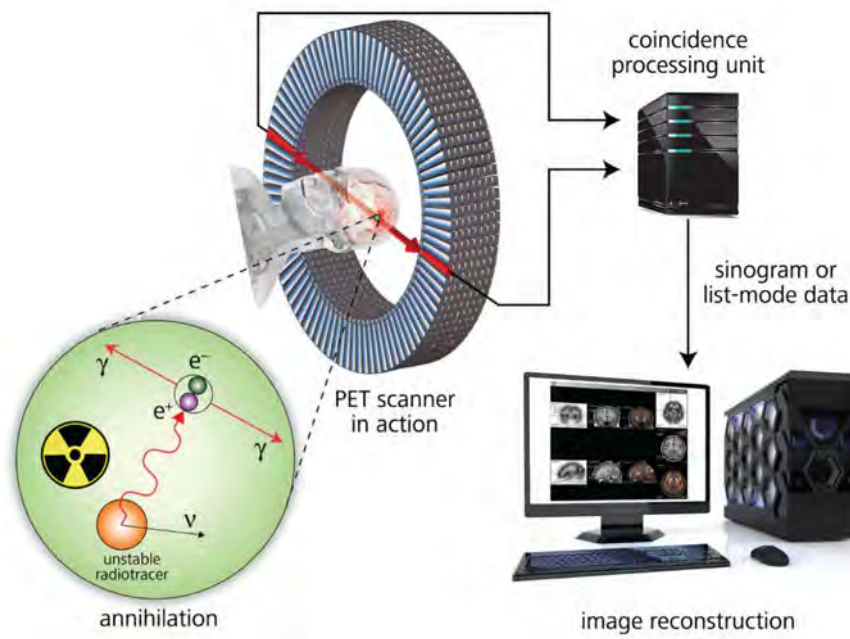 coincidence
processing unit
sinogram or
list-mode data
PET scanner
in action
γ
e⁻
e⁺
γ
ν
unstable
radiotracer
annihilation
image reconstruction